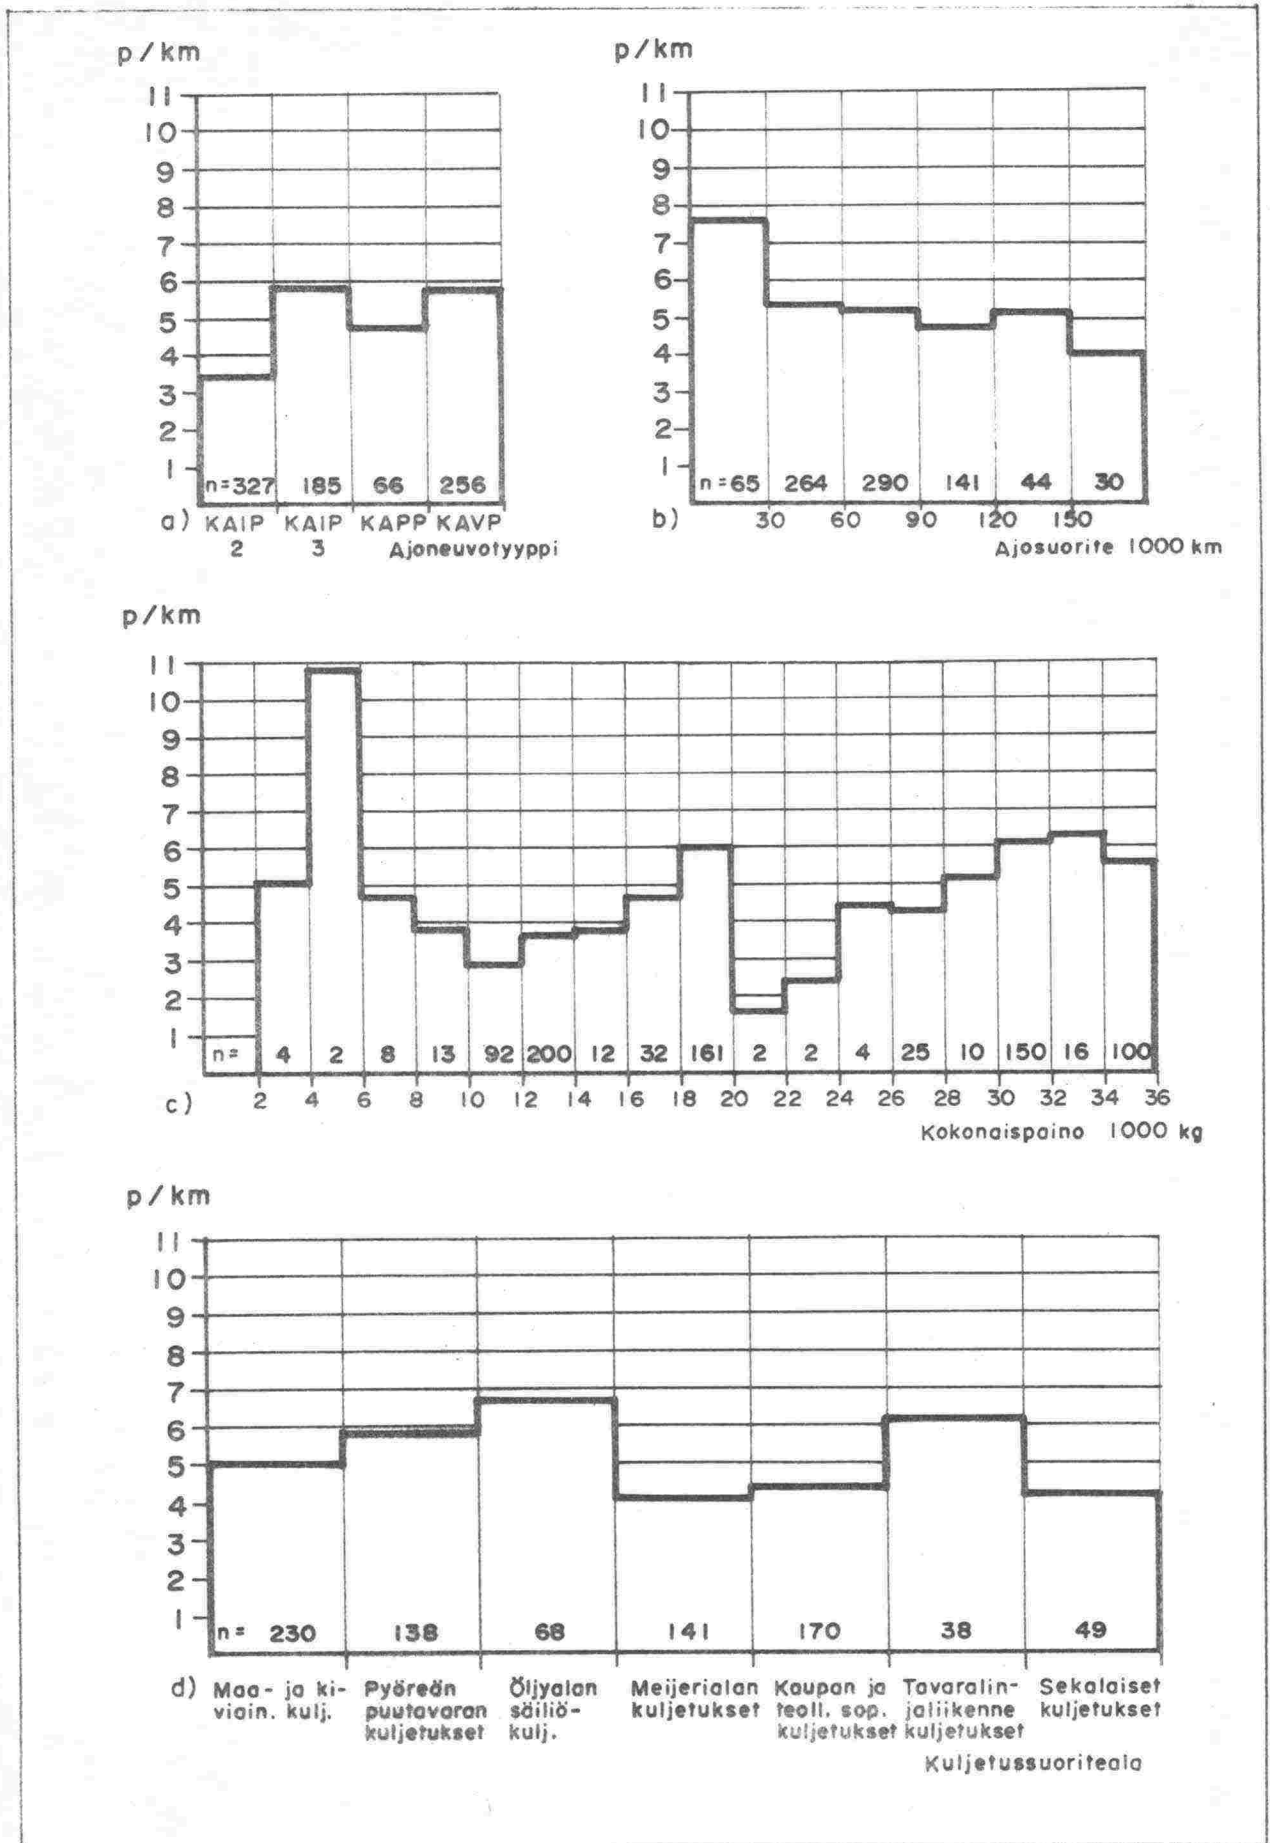 p/km
11
10
9
8
7
6
5
4
3
2
1
n=327 185 66 256
a) KAIP KAIP KAPP KAVP
2 3 Ajoneuvotyyppi
p/km
11
10
9
8
7
6
5
4
3
2
1
n=65 264 290 141 44 30
b) 30 60 90 120 150
Ajosuorite 1000 km
p/km
11
10
9
8
7
6
5
4
3
2
1
n= 4 2 8 13 92 200 12 32 161 2 2 4 25 10 150 16 100
c) 2 4 6 8 10 12 14 16 18 20 22 24 26 28 30 32 34 36
Kokonaispaino 1000 kg
p/km
11
10
9
8
7
6
5
4
3
2
1
n= 230 138 68 141 170 38 49
d) Maa- ja ki- Pyöreän Öljyalan Meijerialan Kaupan ja Tavaralin- Sekalaiset
viain. kulj. puutavaran säiliö- kuljetukset teoll. sop. jaliikenne kuljetukset
kuljetukset kulj. kuljetukset kuljetukset
Kuljetussuoriteala